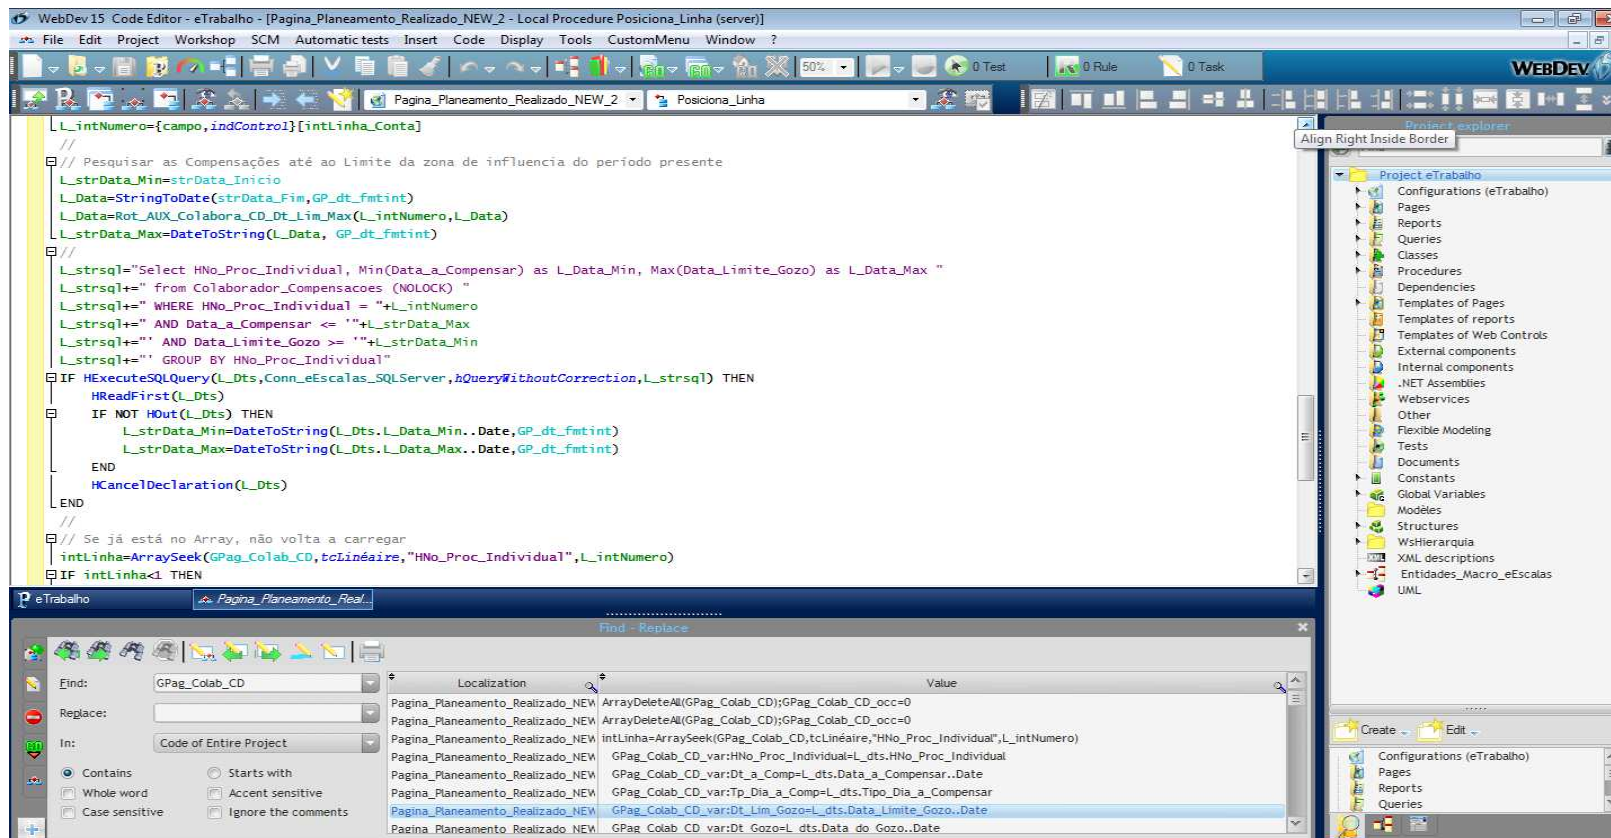 WebDev 15  Code Editor - eTrabalho - [Pagina_Planeamento_Realizado_NEW_2 - Local Procedure Posiciona_Linha (server)]
File Edit Project Workshop SCM Automatic tests Insert Code Display Tools CustomMenu Window ?
50% 0 Test 0 Rule 0 Task WEBDEV
Pagina_Planeamento_Realizado_NEW_2 Posiciona_Linha
L_intNumero={campo,indControl}[intLinha_Conta]
//
// Pesquisar as Compensações até ao Limite da zona de influencia do período presente
L_strData_Min=strData_Inicio
L_Data=StringToDate(strData_Fim,GP_dt_fmtint)
L_Data=Rot_AUX_Colabora_CD_Dt_Lim_Max(L_intNumero,L_Data)
L_strData_Max=DateToString(L_Data, GP_dt_fmtint)
//
L_strsql="Select HNo_Proc_Individual, Min(Data_a_Compensar) as L_Data_Min, Max(Data_Limite_Gozo) as L_Data_Max "
L_strsql+=" from Colaborador_Compensacoes (NOLOCK) "
L_strsql+=" WHERE HNo_Proc_Individual = "+L_intNumero
L_strsql+=" AND Data_a_Compensar <= '"+L_strData_Max
L_strsql+="' AND Data_Limite_Gozo >= '"+L_strData_Min
L_strsql+="' GROUP BY HNo_Proc_Individual"
IF HExecuteSQLQuery(L_Dts,Conn_eEscalas_SQLServer,hQueryWithoutCorrection,L_strsql) THEN
HReadFirst(L_Dts)
IF NOT HOut(L_Dts) THEN
L_strData_Min=DateToString(L_Dts.L_Data_Min..Date,GP_dt_fmtint)
L_strData_Max=DateToString(L_Dts.L_Data_Max..Date,GP_dt_fmtint)
END
HCancelDeclaration(L_Dts)
END
//
// Se já está no Array, não volta a carregar
intLinha=ArraySeek(GPag_Colab_CD,tcLinéaire,"HNo_Proc_Individual",L_intNumero)
IF intLinha<1 THEN
Project explorer
Align Right Inside Border
Project eTrabalho
Configurations (eTrabalho)
Pages
Reports
Queries
Classes
Procedures
Dependencies
Templates of Pages
Templates of reports
Templates of Web Controls
External components
Internal components
.NET Assemblies
Webservices
Other
Flexible Modeling
Tests
Documents
Constants
Global Variables
Modèles
Structures
WsHierarquia
XML descriptions
Entidades_Macro_eEscalas
UML
eTrabalho Pagina_Planeamento_Real...
Find - Replace
Find: GPag_Colab_CD
Replace:
In: Code of Entire Project
Contains Starts with
Whole word Accent sensitive
Case sensitive Ignore the comments
Localization Value
Pagina_Planeamento_Realizado_NEW ArrayDeleteAll(GPag_Colab_CD);GPag_Colab_CD_occ=0
Pagina_Planeamento_Realizado_NEW ArrayDeleteAll(GPag_Colab_CD);GPag_Colab_CD_occ=0
Pagina_Planeamento_Realizado_NEW intLinha=ArraySeek(GPag_Colab_CD,tcLinéaire,"HNo_Proc_Individual",L_intNumero)
Pagina_Planeamento_Realizado_NEW GPag_Colab_CD_var:HNo_Proc_Individual=L_dts.HNo_Proc_Individual
Pagina_Planeamento_Realizado_NEW GPag_Colab_CD_var:Dt_a_Comp=L_dts.Data_a_Compensar..Date
Pagina_Planeamento_Realizado_NEW GPag_Colab_CD_var:Tp_Dia_a_Comp=L_dts.Tipo_Dia_a_Compensar
Pagina_Planeamento_Realizado_NEW GPag_Colab_CD_var:Dt_Lim_Gozo=L_dts.Data_Limite_Gozo..Date
Pagina_Planeamento_Realizado_NEW GPag_Colab_CD_var:Dt_Gozo=L_dts.Data_do_Gozo..Date
Create Edit
Configurations (eTrabalho)
Pages
Reports
Queries